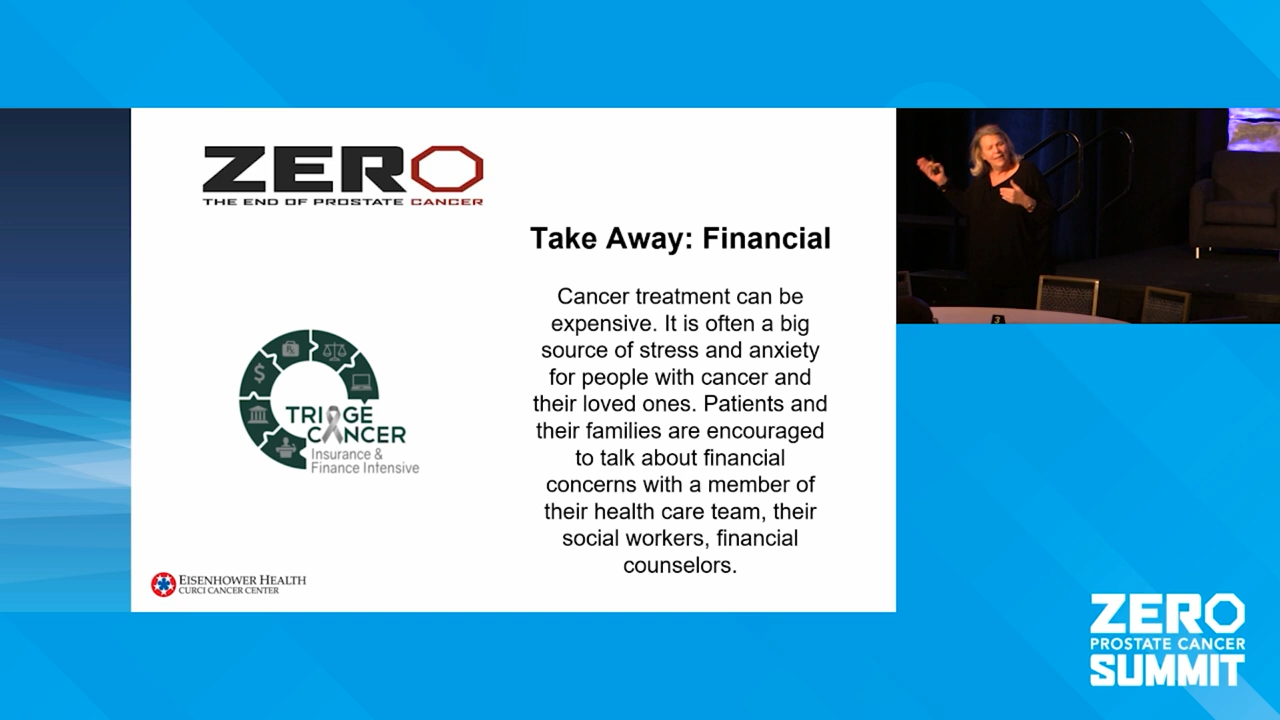 ZERO
THE END OF PROSTATE CANCER
Take Away: Financial
Cancer treatment can be
expensive. It is often a big
source of stress and anxiety
for people with cancer and
their loved ones. Patients and
their families are encouraged
to talk about financial
concerns with a member of
their health care team, their
social workers, financial
counselors.
TRIAGE
CANCER
Insurance &
Finance Intensive
EISENHOWER HEALTH
CURCI CANCER CENTER
3
ZERO
PROSTATE CANCER
SUMMIT